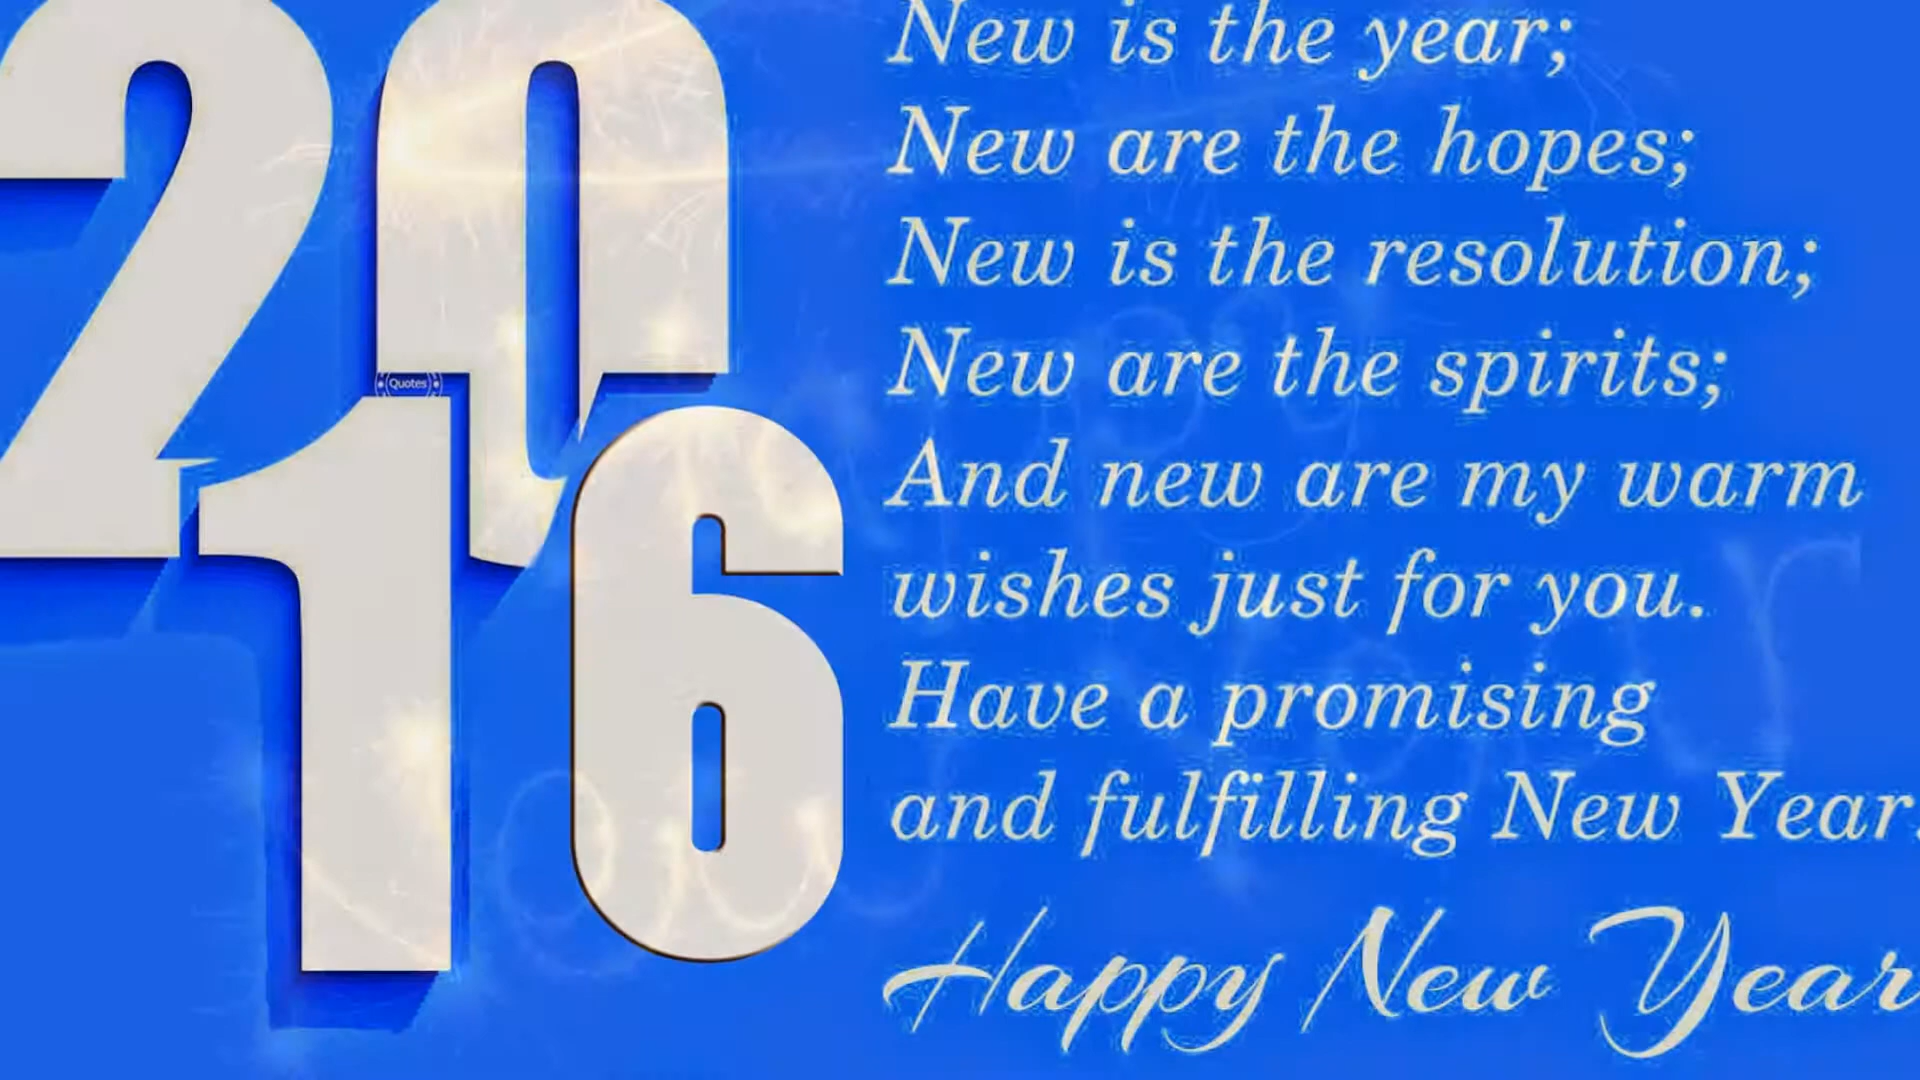 2016
Quotes
New is the year;
New are the hopes;
New is the resolution;
New are the spirits;
And new are my warm
wishes just for you.
Have a promising
and fulfilling New Year.
Happy New Year